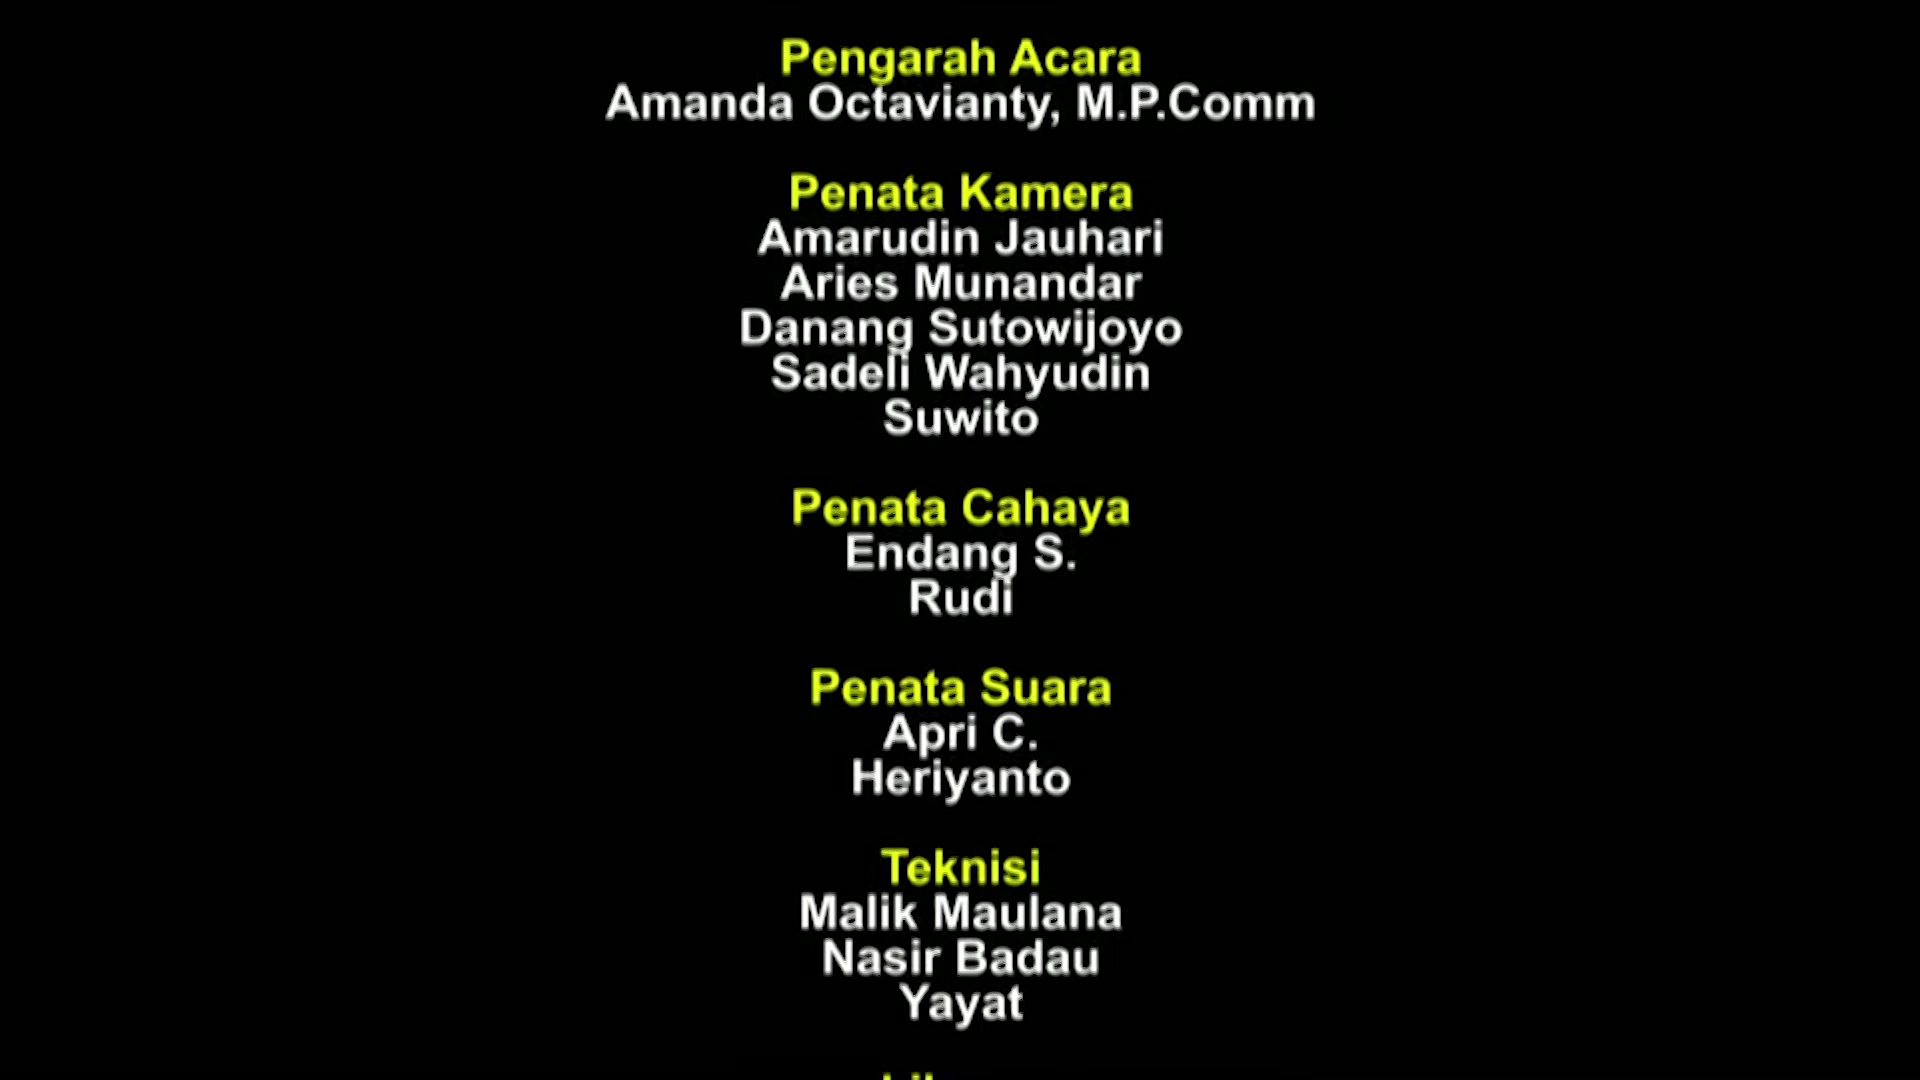 Pengarah Acara
Amanda Octavianty, M.P.Comm
Penata Kamera
Amarudin Jauhari
Aries Munandar
Danang Sutowijoyo
Sadeli Wahyudin
Suwito
Penata Cahaya
Endang S.
Rudi
Penata Suara
Apri C.
Heriyanto
Teknisi
Malik Maulana
Nasir Badau
Yayat